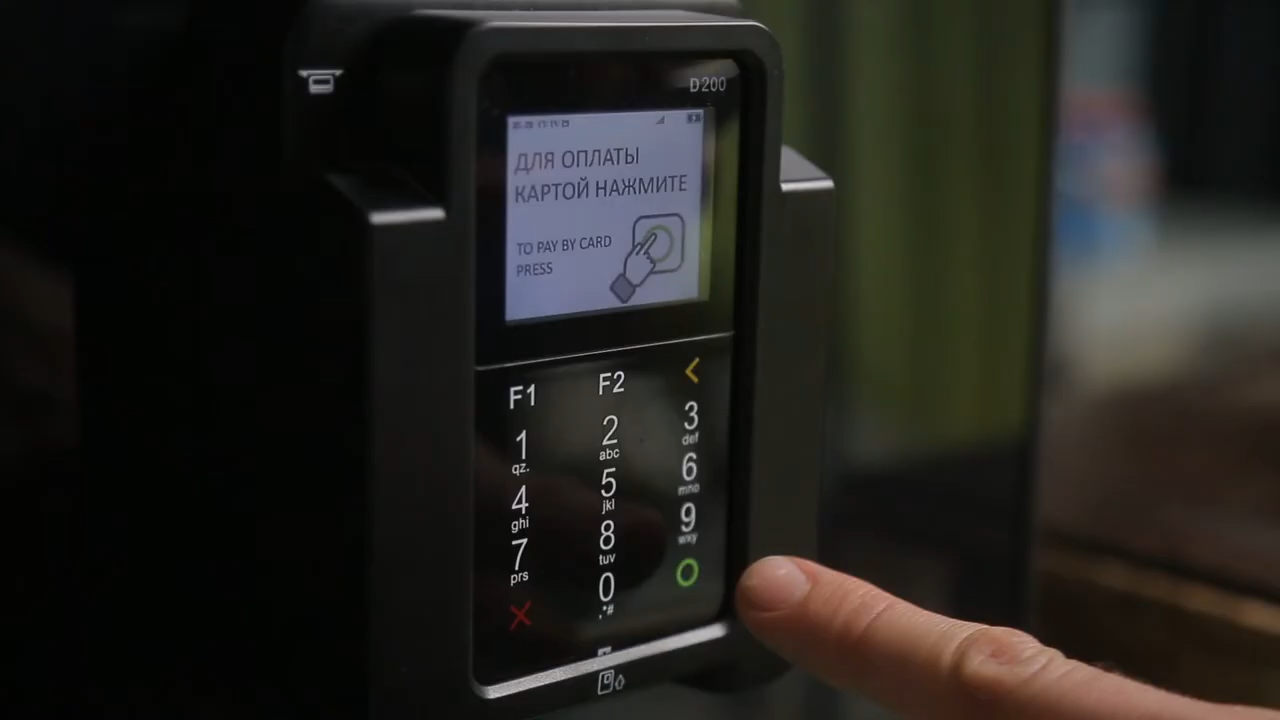 D200
ДЛЯ ОПЛАТЫ
КАРТОЙ НАЖМИТЕ
TO PAY BY CARD
PRESS
F1 F2 <
1 2 3
qz. abc def
4 5 6
ghi jkl mno
7 8 9
prs tuv wxy
0
,*#